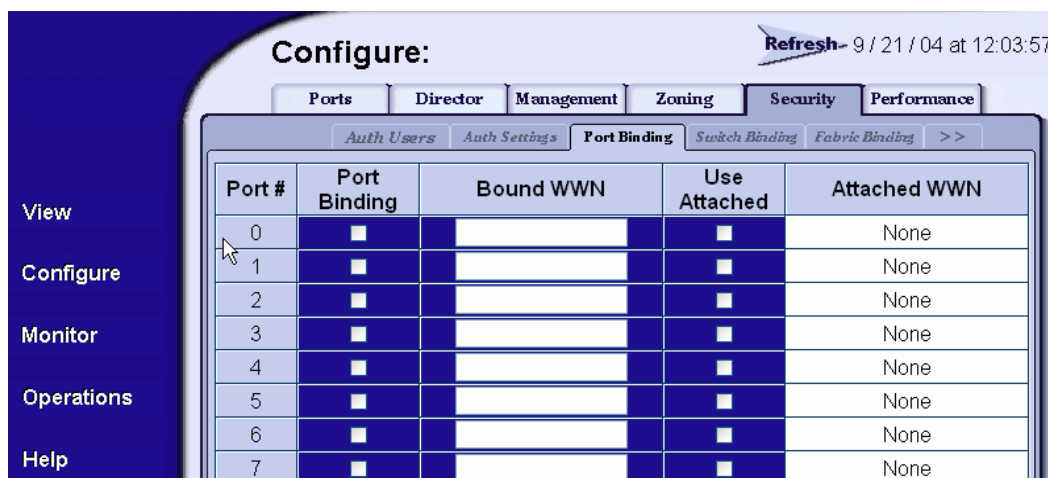 Configure:
Refresh- 9 / 21 / 04 at 12:03:57
Ports Director Management Zoning Security Performance
Auth Users Auth Settings Port Binding Switch Binding Fabric Binding >>
Port # Port Binding Bound WWN Use Attached Attached WWN
0 None
1 None
2 None
3 None
4 None
5 None
6 None
7 None
View
Configure
Monitor
Operations
Help